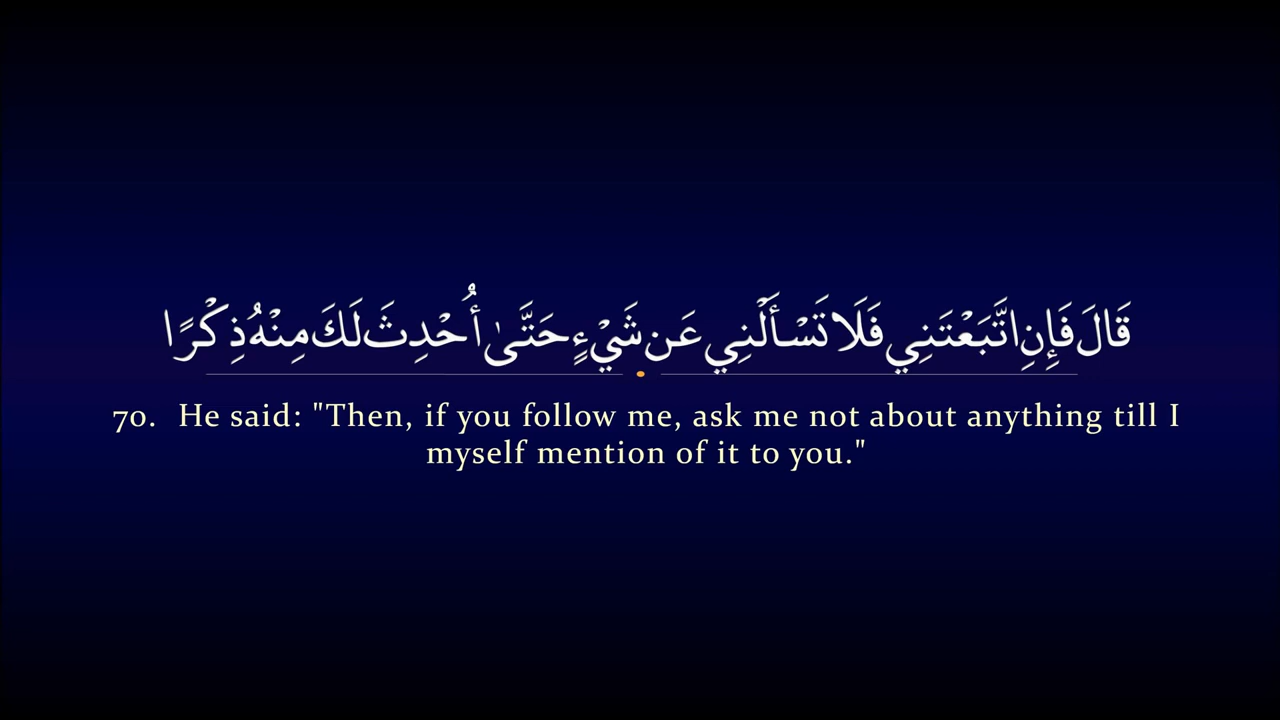 قَالَ فَإِنِ اتَّبَعْتَنِي فَلَا تَسْأَلْنِي عَن شَيْءٍ حَتَّىٰ أُحْدِثَ لَكَ مِنْهُ ذِكْرًا
70. He said: "Then, if you follow me, ask me not about anything till I
myself mention of it to you."